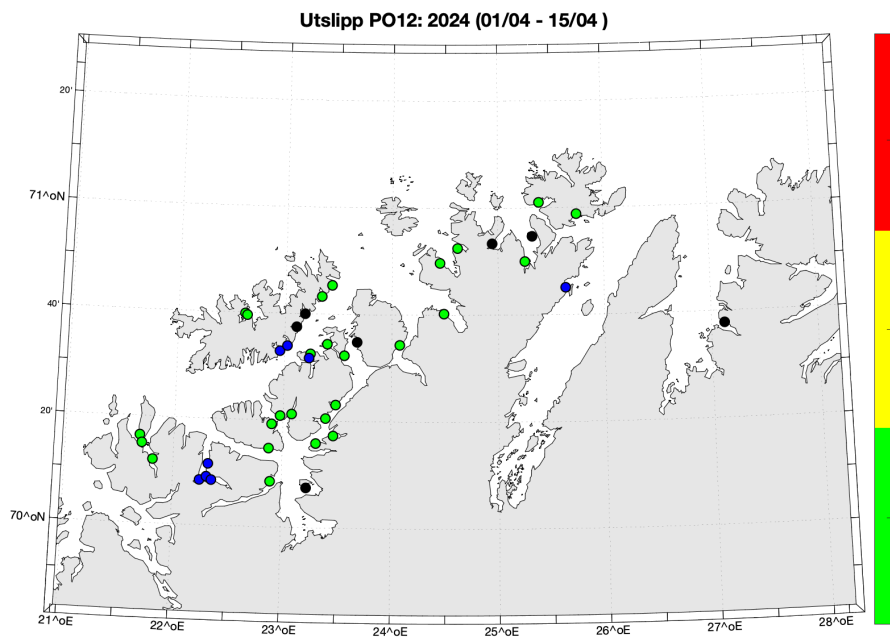 Utslipp PO12: 2024 (01/04 - 15/04 )
20'
71^oN
40'
20'
70^oN
21^oE
22^oE
23^oE
24^oE
25^oE
26^oE
27^oE
28^oE